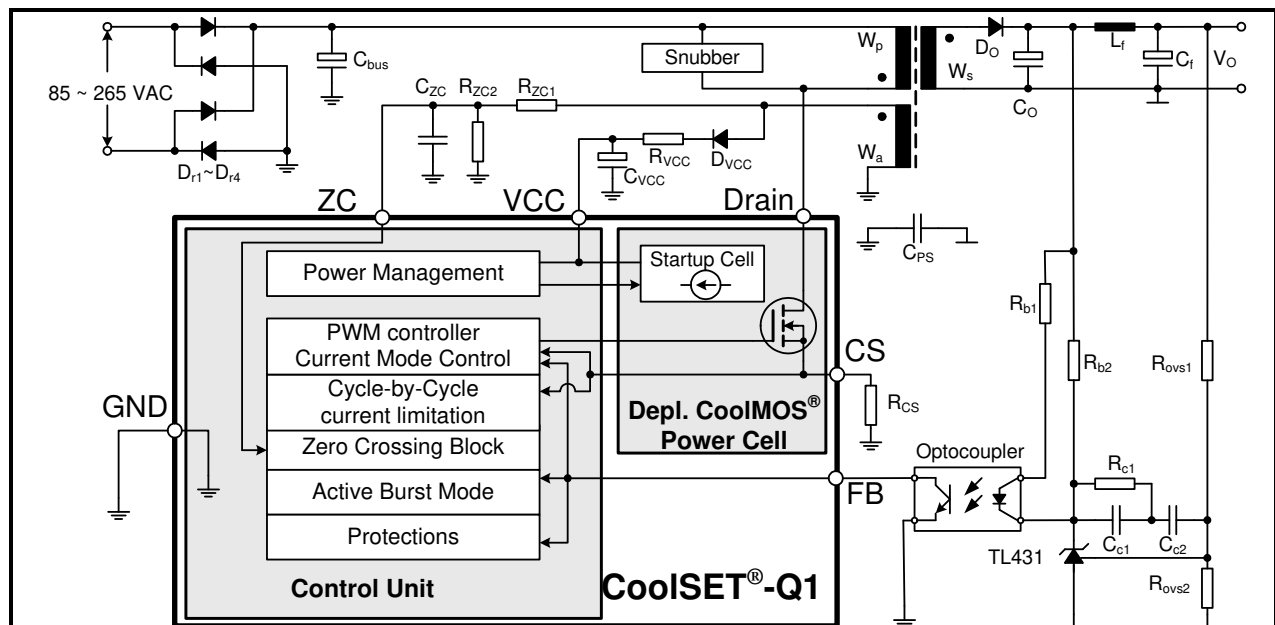 85 ~ 265 VAC
Dr1~Dr4
Cbus
Snubber
Wp
Ws
Wa
DO
CO
Lf
Cf
VO
CZC
RZC2
RZC1
RVCC
DVCC
CVCC
ZC
VCC
Drain
CPS
Power Management
Startup Cell
PWM controller
Current Mode Control
Cycle-by-Cycle
current limitation
Zero Crossing Block
Active Burst Mode
Protections
Control Unit
Depl. CoolMOS®
Power Cell
CoolSET®-Q1
GND
CS
RCS
FB
Optocoupler
Rb1
Rb2
Rovs1
Rc1
Cc1
Cc2
TL431
Rovs2